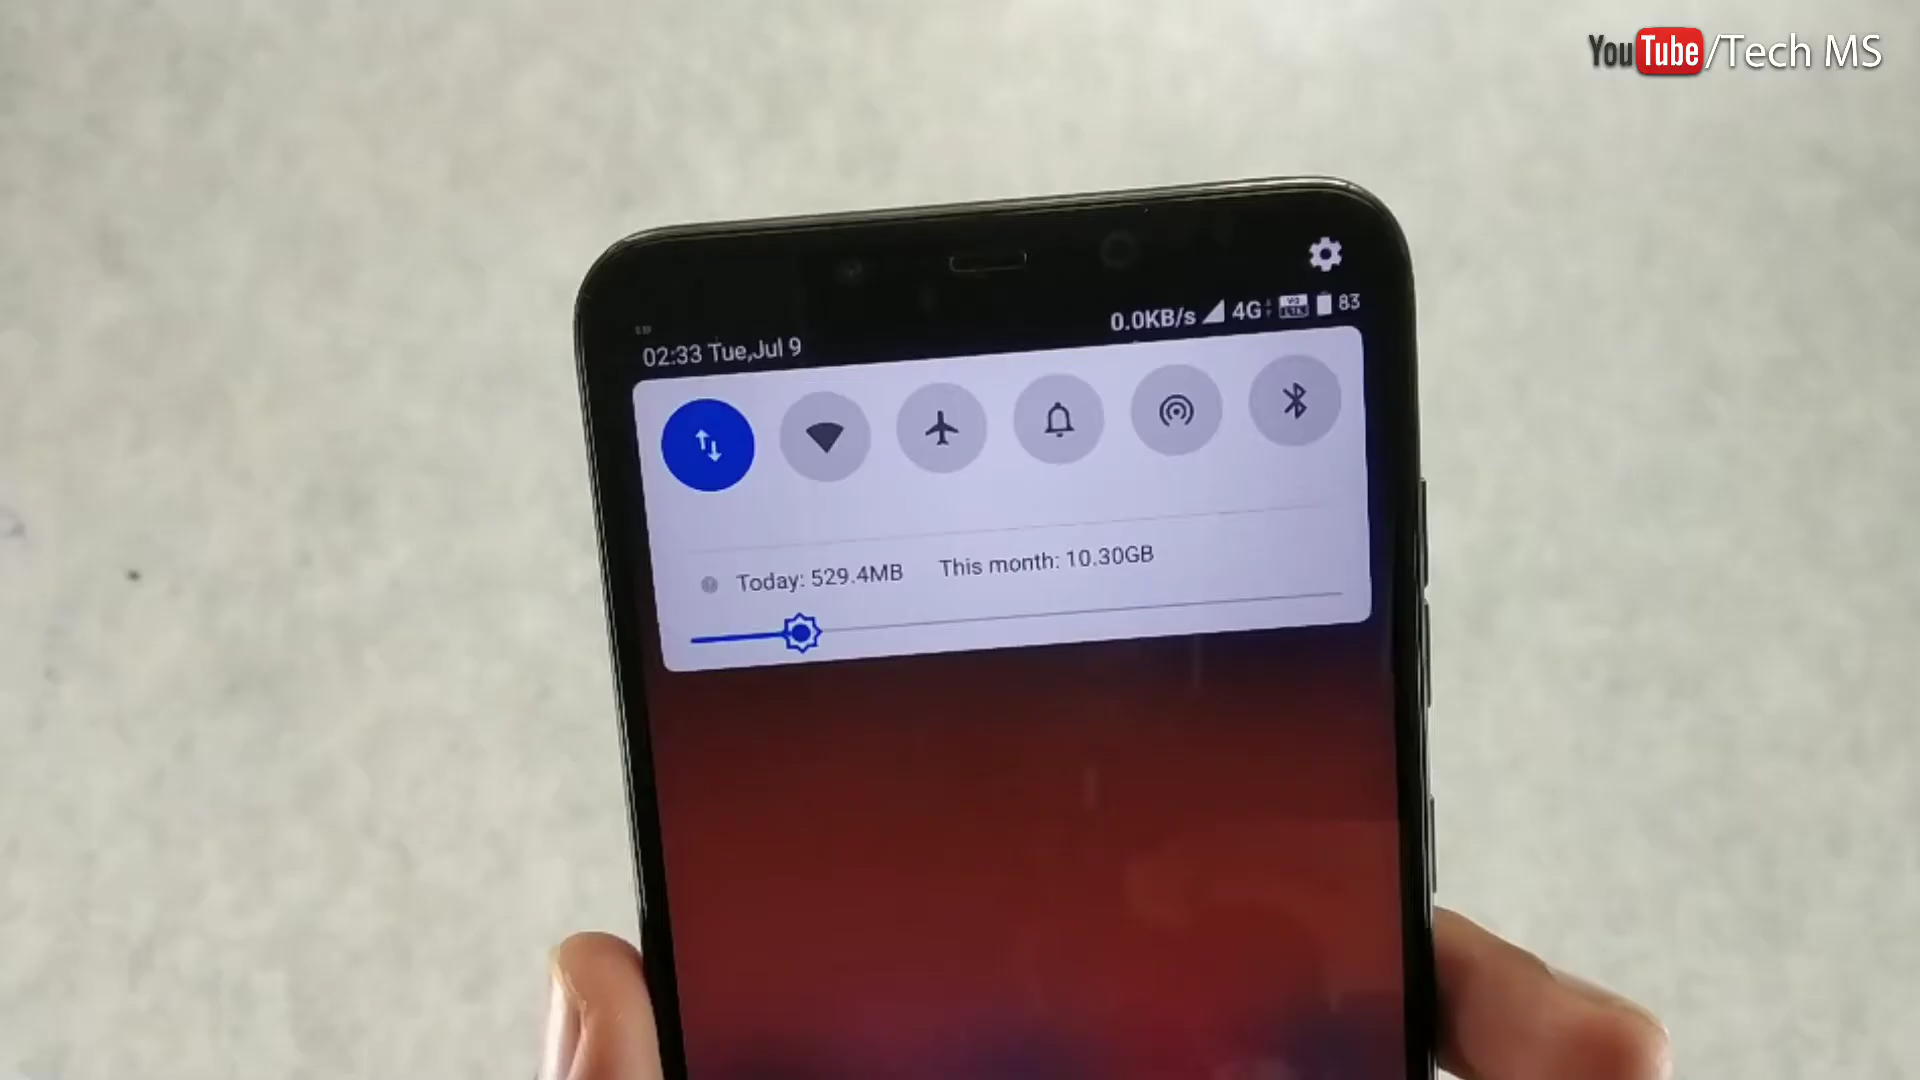 YouTube/Tech MS
0.0KB/s 4G 83
02:33 Tue,Jul 9
Today: 529.4MB This month: 10.30GB